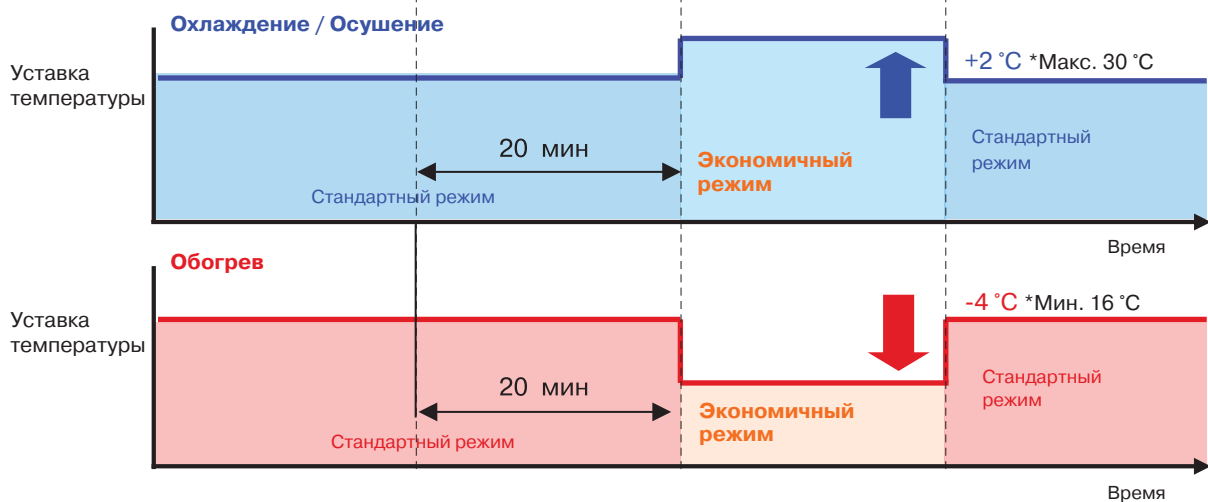 Охлаждение / Осушение
Уставка
температуры
+2 °C *Макс. 30 °C
20 мин
Экономичный
режим
Стандартный
режим
Стандартный режим
Время
Обогрев
Уставка
температуры
-4 °C *Мин. 16 °C
20 мин
Экономичный
режим
Стандартный
режим
Стандартный режим
Время